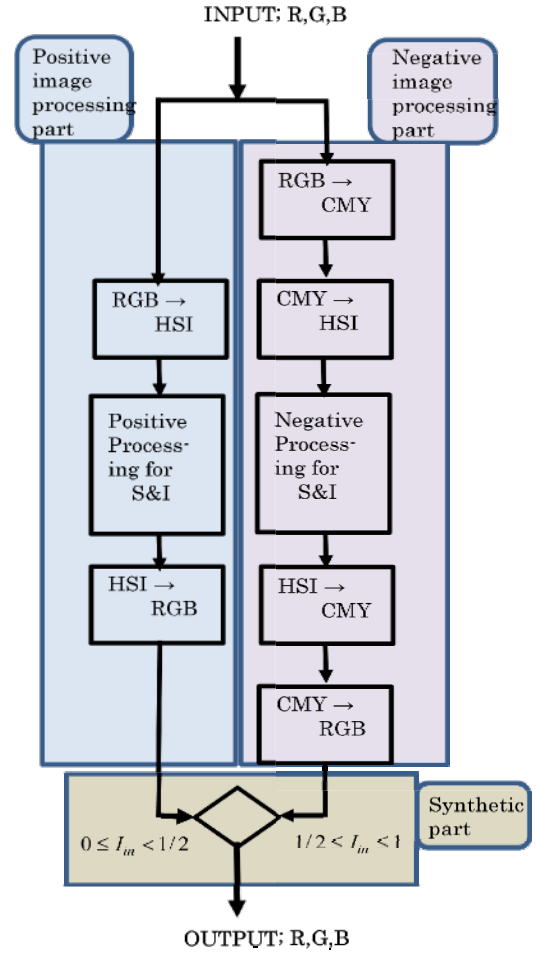 INPUT; R,G,B
Positive
image
processing
part
Negative
image
processing
part
RGB →
CMY
RGB →
HSI
CMY →
HSI
Positive
Process-
ing for
S&I
Negative
Process-
ing for
S&I
HSI →
RGB
HSI →
CMY
CMY →
RGB
Synthetic
part
0 ≤ I_in < 1/2
1/2 < I_in < 1
OUTPUT; R,G,B